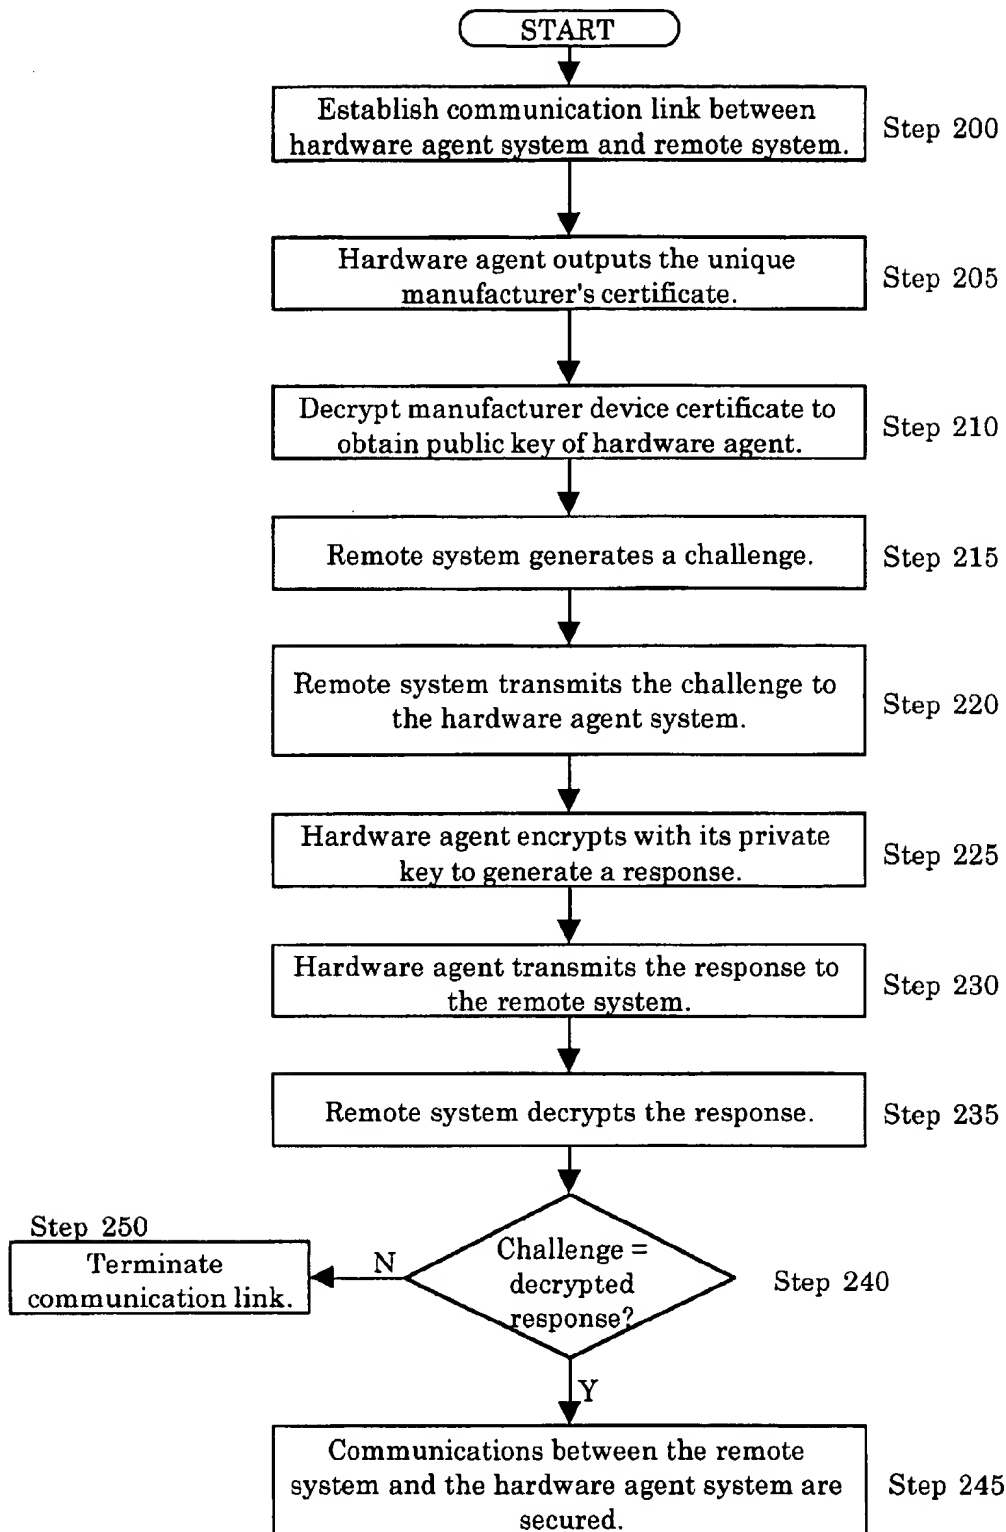 START
Establish communication link between
hardware agent system and remote system.
Step 200
Hardware agent outputs the unique
manufacturer's certificate.
Step 205
Decrypt manufacturer device certificate to
obtain public key of hardware agent.
Step 210
Remote system generates a challenge.
Step 215
Remote system transmits the challenge to
the hardware agent system.
Step 220
Hardware agent encrypts with its private
key to generate a response.
Step 225
Hardware agent transmits the response to
the remote system.
Step 230
Remote system decrypts the response.
Step 235
Challenge =
decrypted
response?
Step 240
N
Step 250
Terminate
communication link.
Y
Communications between the remote
system and the hardware agent system are
secured.
Step 245